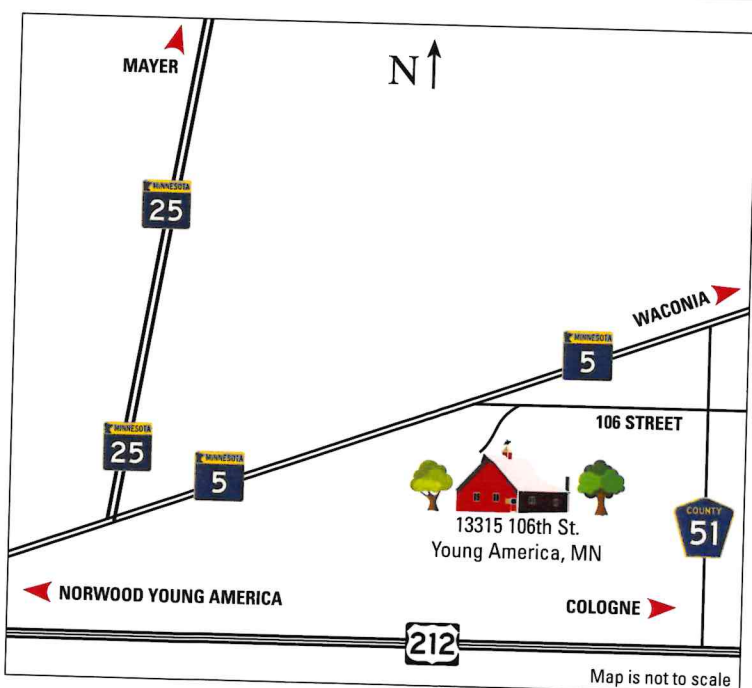 MAYER
N
MINNESOTA
25
WACONIA
MINNESOTA
5
106 STREET
MINNESOTA
25
MINNESOTA
5
13315 106th St.
Young America, MN
COUNTY
51
NORWOOD YOUNG AMERICA
COLOGNE
212
Map is not to scale